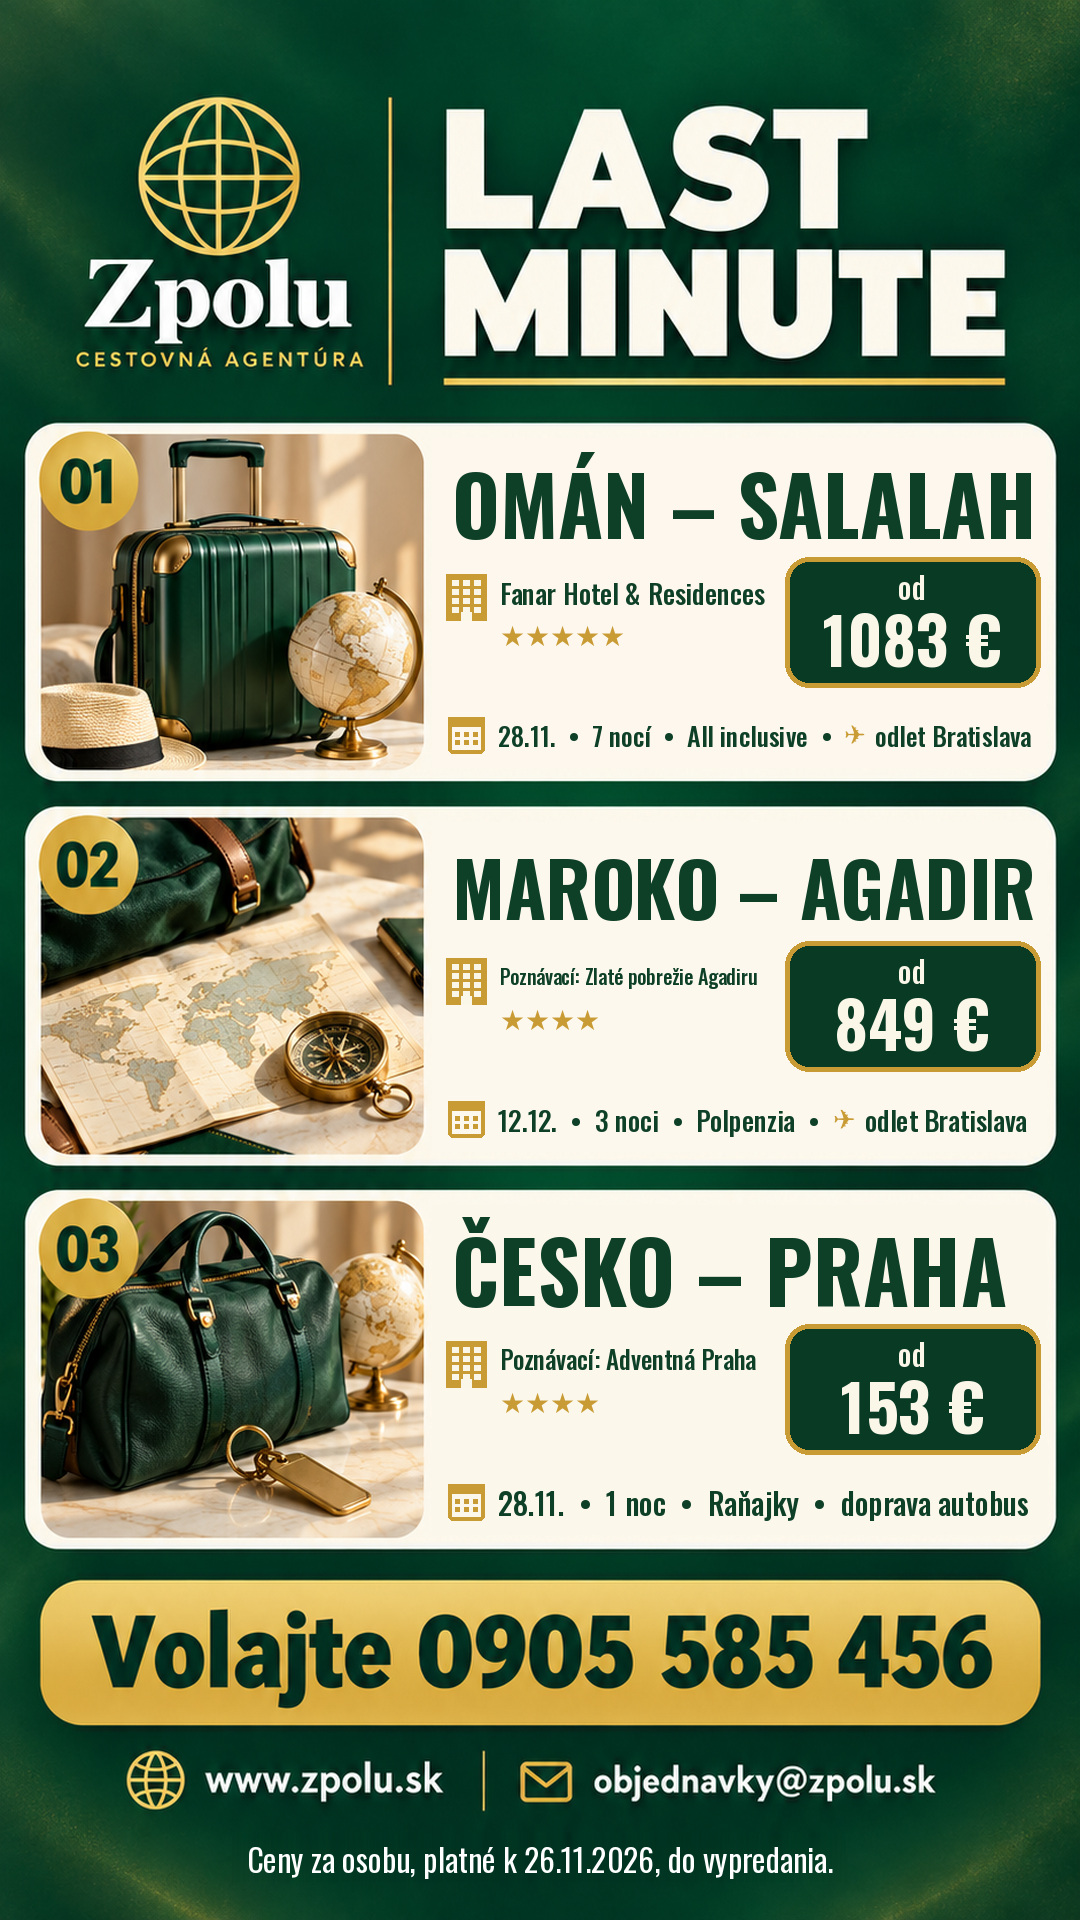 Zpolu
CESTOVNÁ AGENTÚRA
LAST
MINUTE
01
OMÁN – SALALAH
Fanar Hotel & Residences
★★★★★
od
1083 €
28.11. • 7 nocí • All inclusive • ✈ odlet Bratislava
02
MAROKO – AGADIR
Poznávací: Zlaté pobrežie Agadiru
★★★★
od
849 €
12.12. • 3 noci • Polpenzia • ✈ odlet Bratislava
03
ČESKO – PRAHA
Poznávací: Adventná Praha
★★★★
od
153 €
28.11. • 1 noc • Raňajky • doprava autobus
Volajte 0905 585 456
www.zpolu.sk
objednavky@zpolu.sk
Ceny za osobu, platné k 26.11.2026, do vypredania.